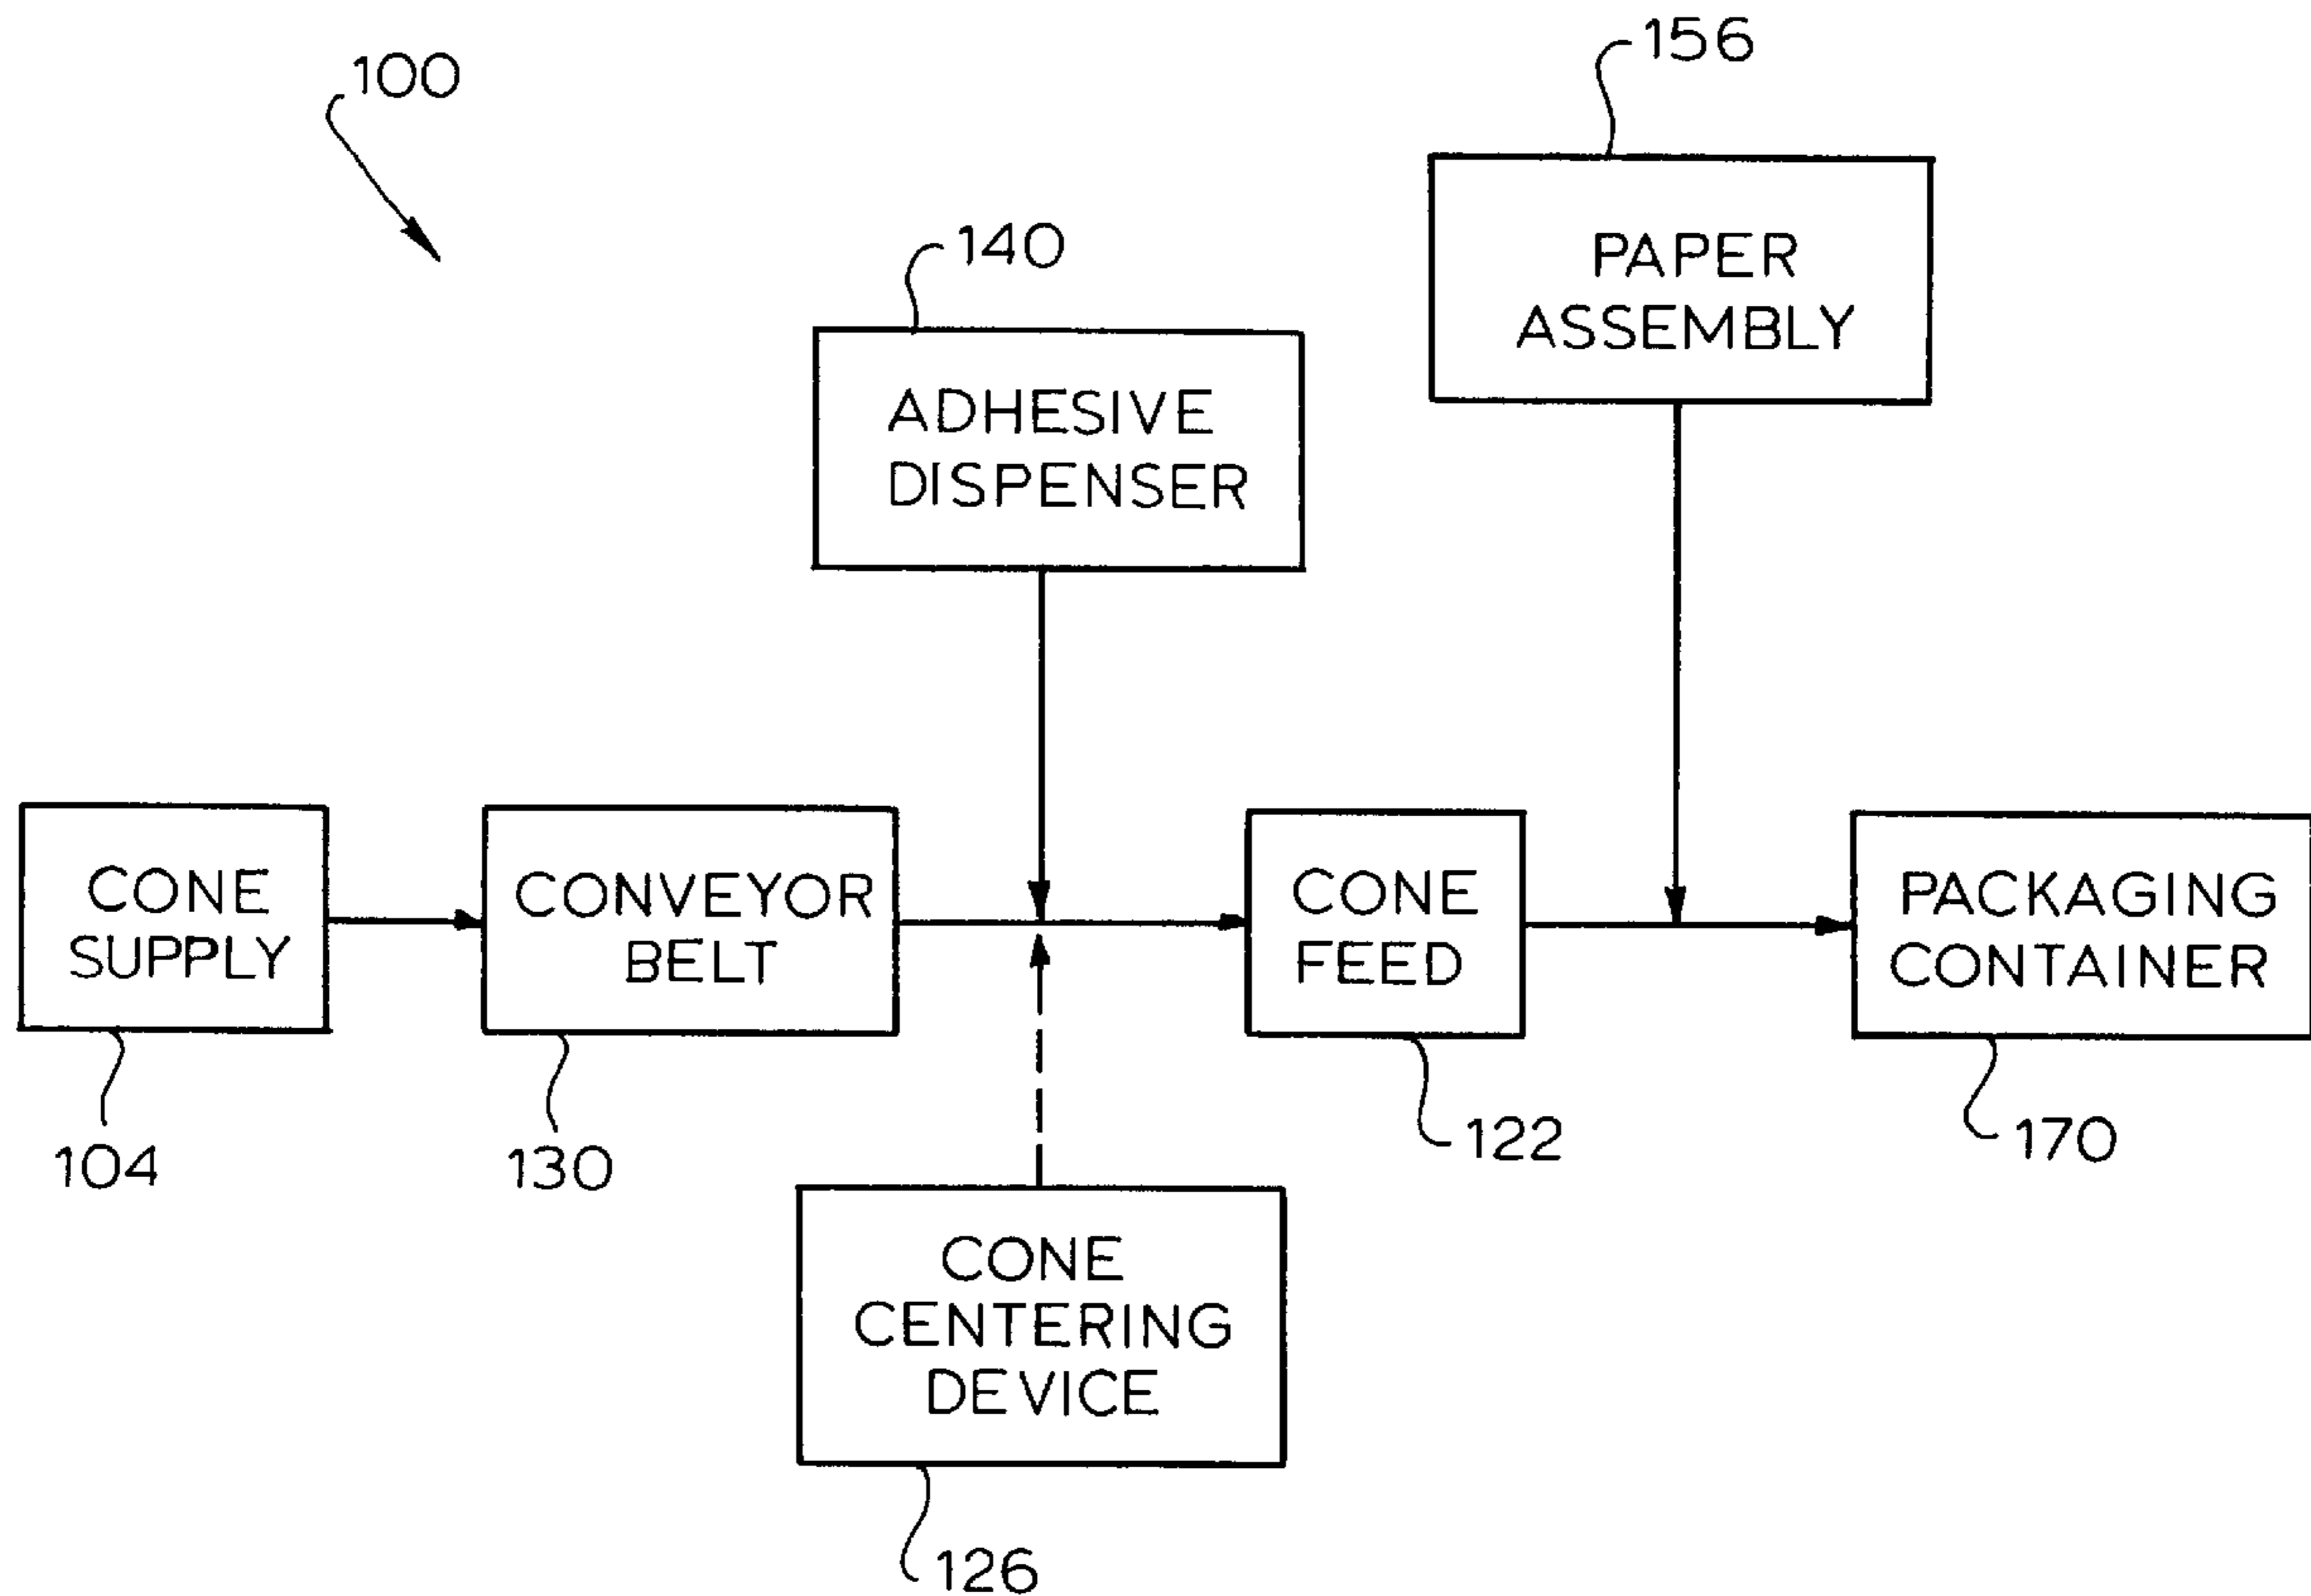 100
156
PAPER
ASSEMBLY
140
ADHESIVE
DISPENSER
CONE
SUPPLY
104
CONVEYOR
BELT
130
CONE
FEED
122
PACKAGING
CONTAINER
170
CONE
CENTERING
DEVICE
126